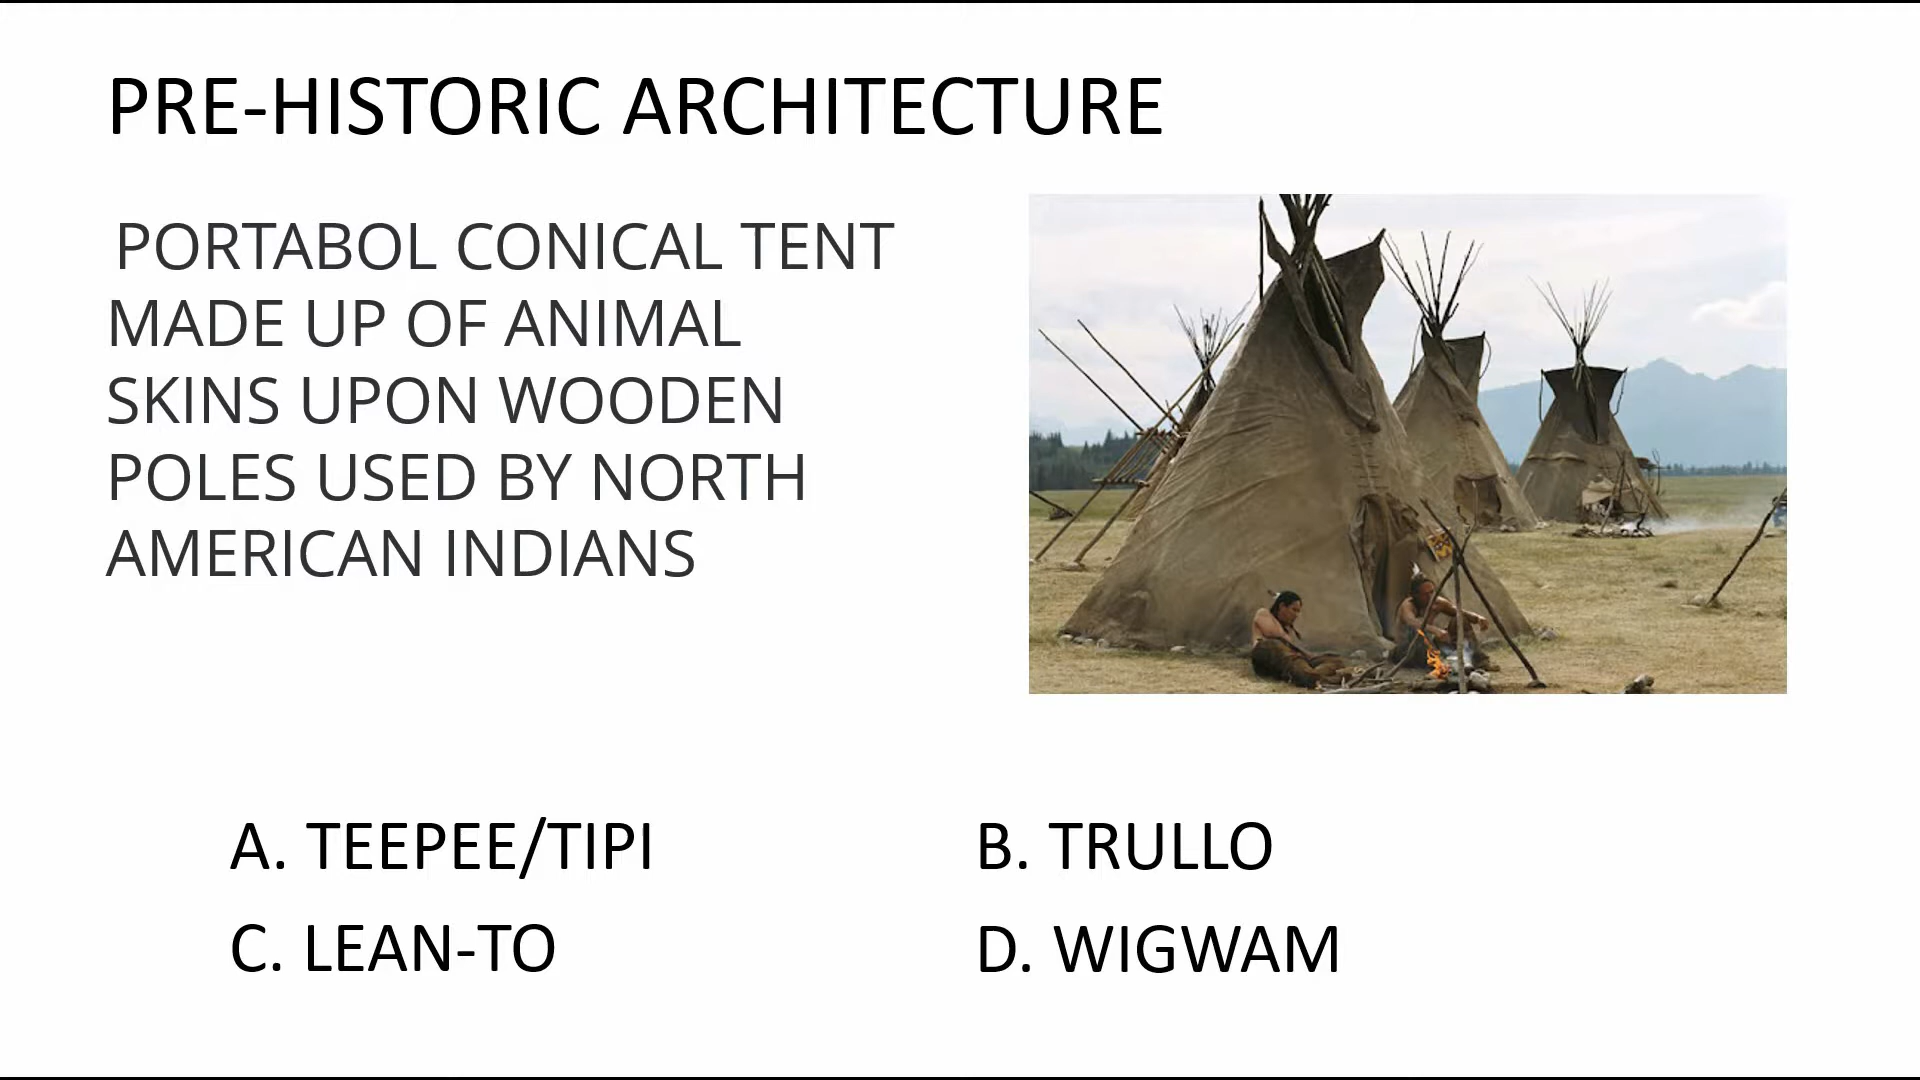 PRE-HISTORIC ARCHITECTURE
PORTABOL CONICAL TENT
MADE UP OF ANIMAL
SKINS UPON WOODEN
POLES USED BY NORTH
AMERICAN INDIANS
A. TEEPEE/TIPI
B. TRULLO
C. LEAN-TO
D. WIGWAM